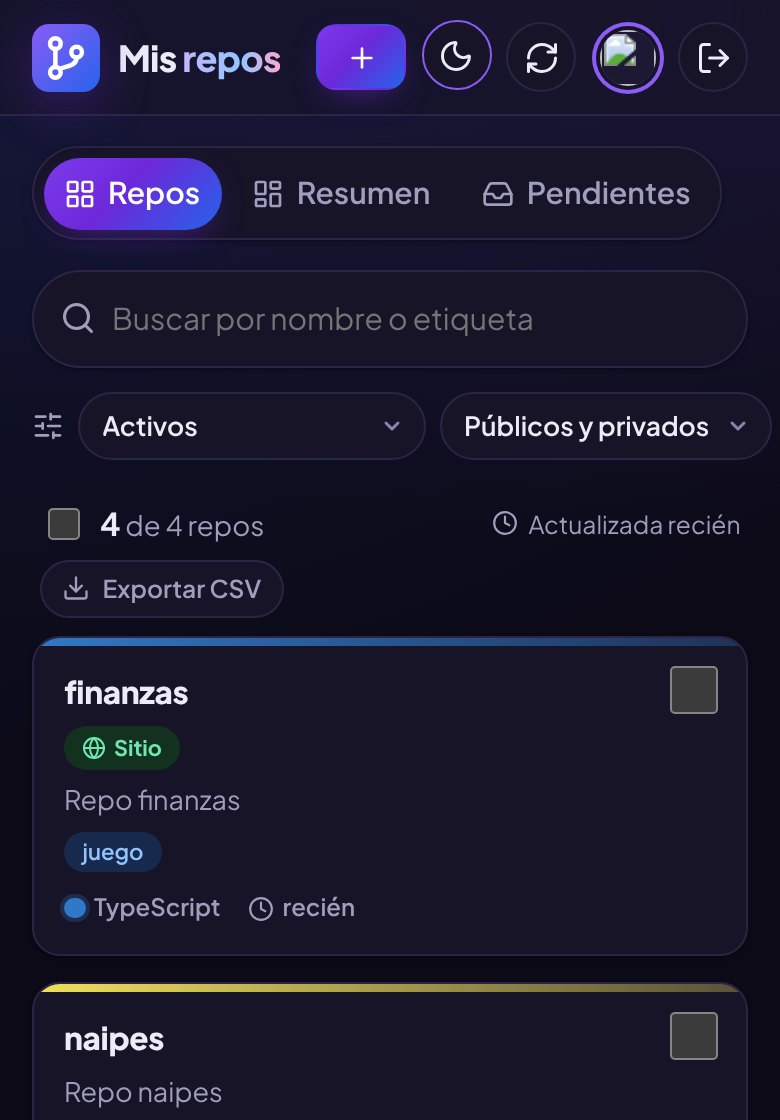 Mis repos
Repos Resumen Pendientes
Buscar por nombre o etiqueta
Activos Públicos y privados
4 de 4 repos Actualizada recién
Exportar CSV
finanzas
Sitio
Repo finanzas
juego
TypeScript recién
naipes
Repo naipes